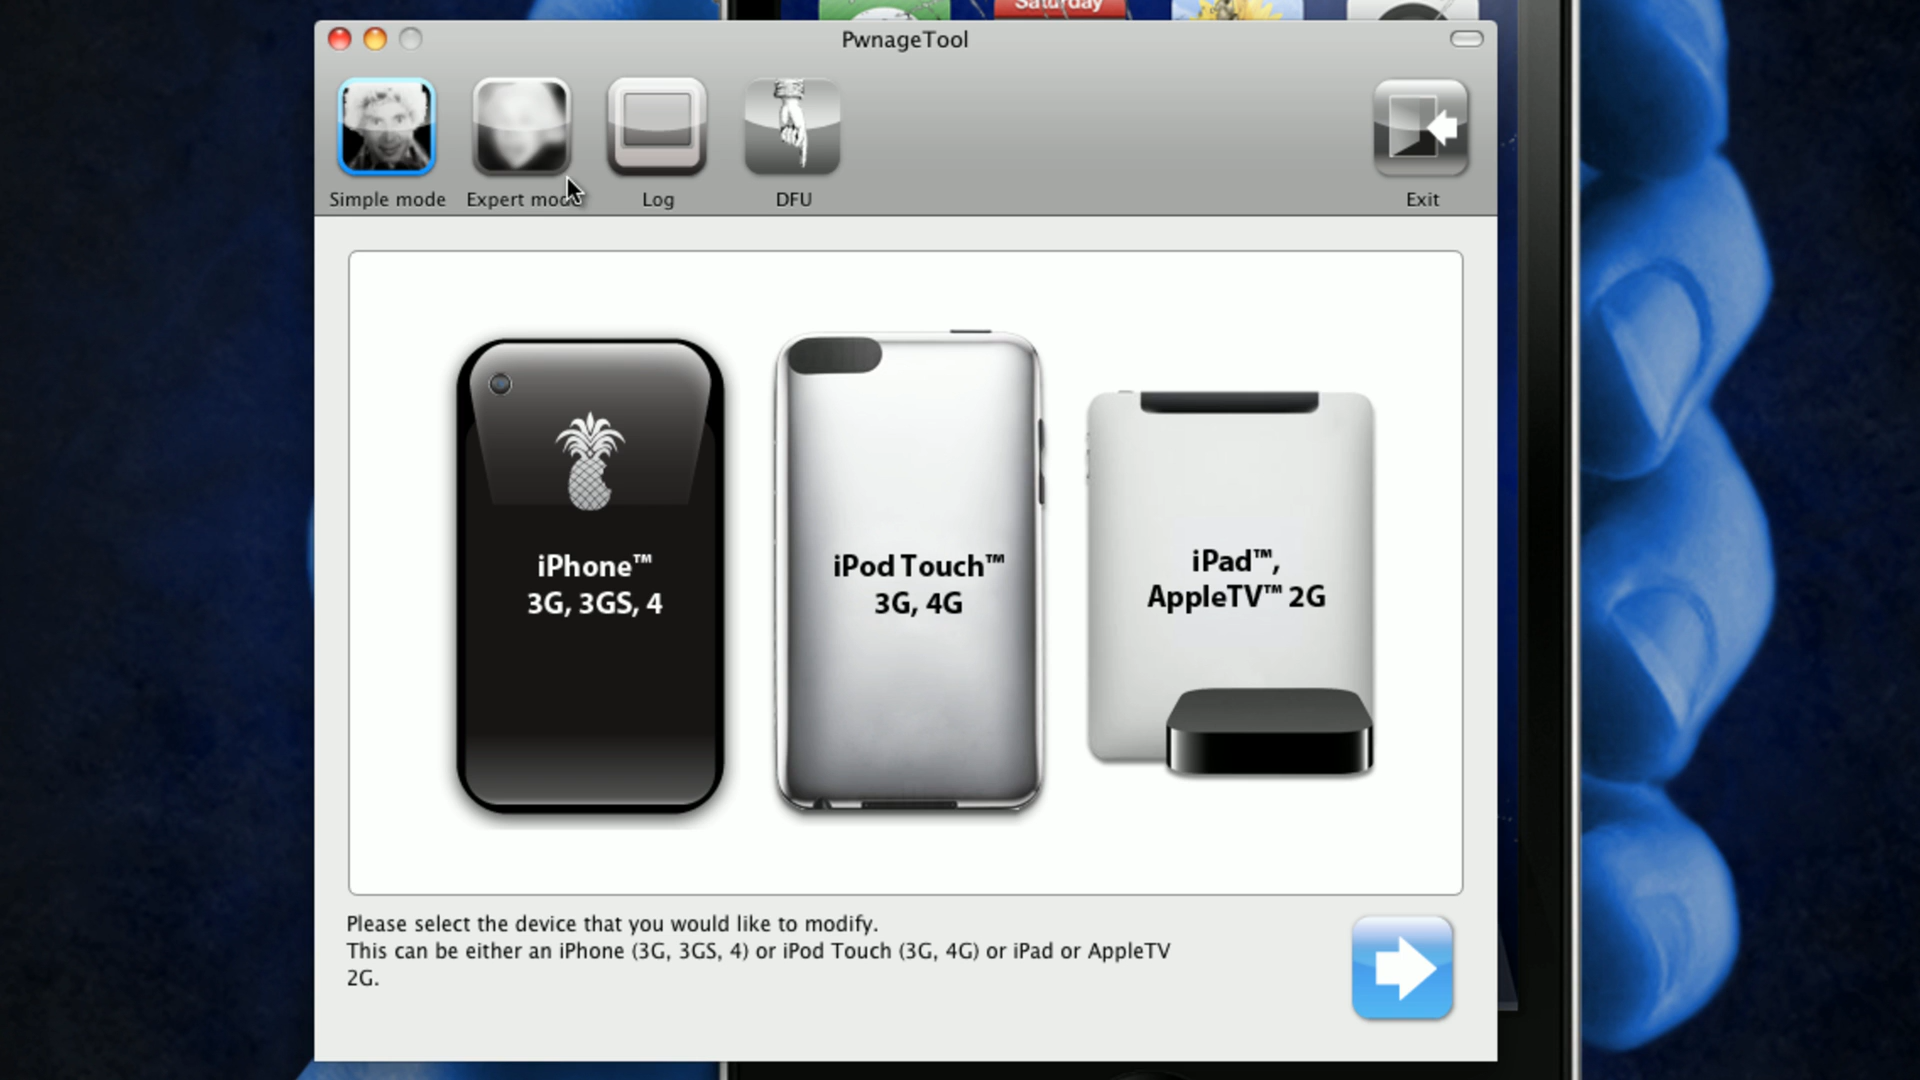 Saturday
PwnageTool
Simple mode
Expert mode
Log
DFU
Exit
iPhone™
3G, 3GS, 4
iPod Touch™
3G, 4G
iPad™,
AppleTV™ 2G
Please select the device that you would like to modify.
This can be either an iPhone (3G, 3GS, 4) or iPod Touch (3G, 4G) or iPad or AppleTV
2G.